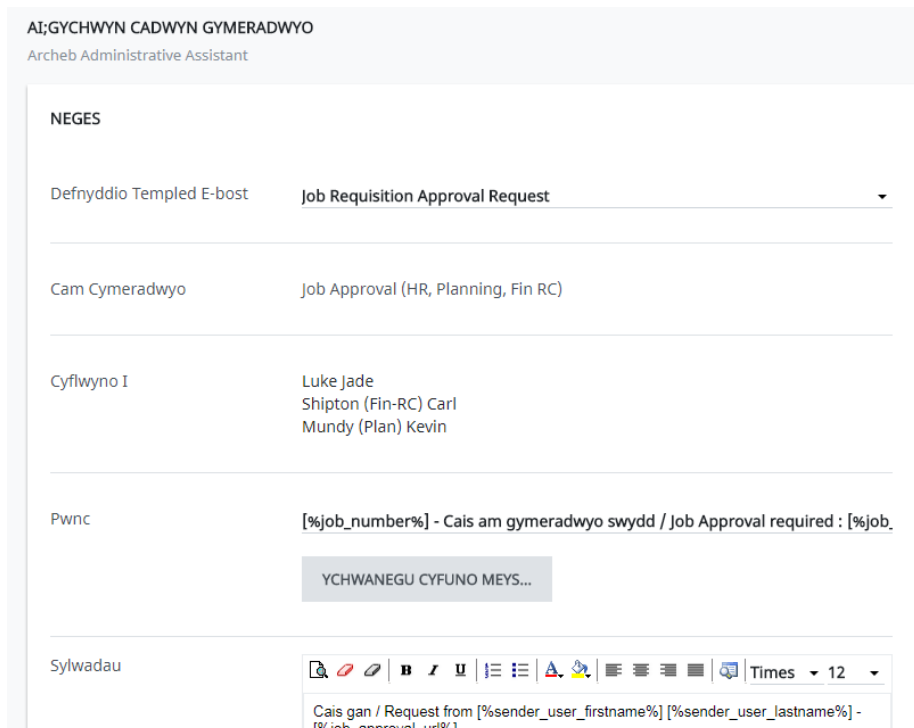 AI;GYCHWYN CADWYN GYMERADWYO
Archeb Administrative Assistant
NEGES
Defnyddio Templed E-bost
Job Requisition Approval Request
Cam Cymeradwyo
Job Approval (HR, Planning, Fin RC)
Cyflwyno I
Luke Jade
Shipton (Fin-RC) Carl
Mundy (Plan) Kevin
Pwnc
[%job_number%] - Cais am gymeradwyo swydd / Job Approval required : [%job_
YCHWANEGU CYFUNO MEYS...
Sylwadau
B I U A Times 12
Cais gan / Request from [%sender_user_firstname%] [%sender_user_lastname%] -
[%job_approval_url%]